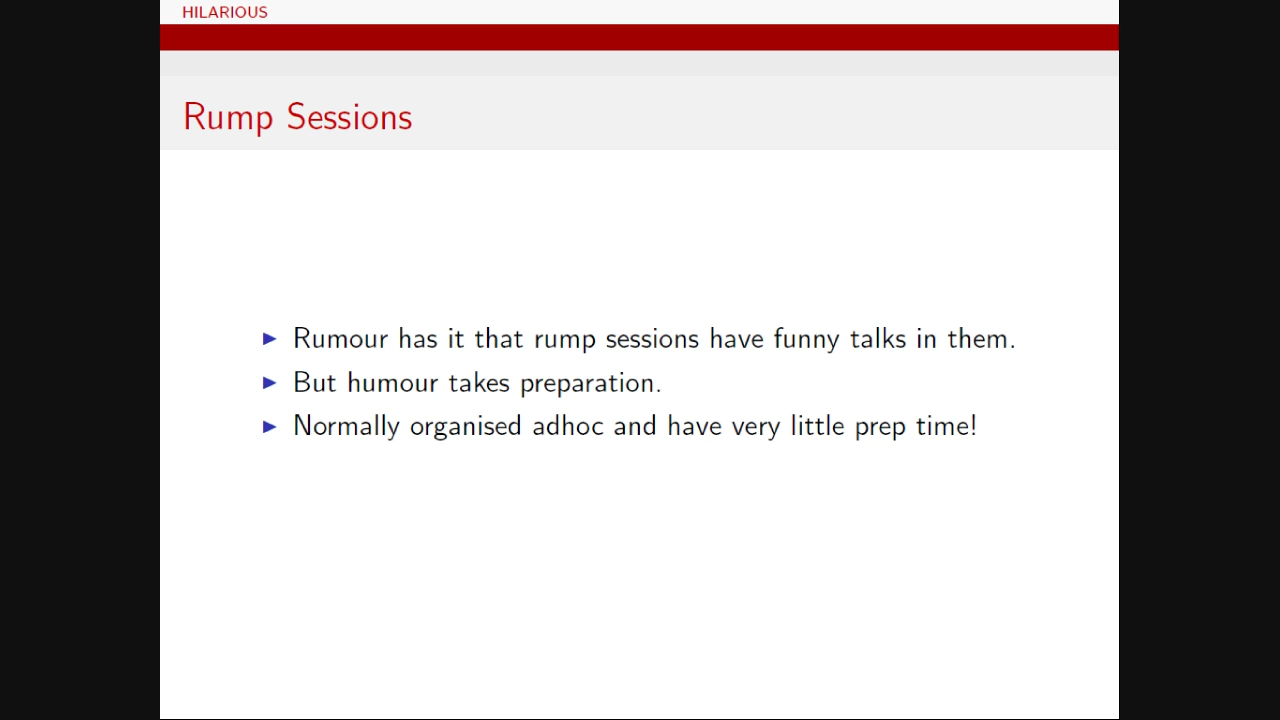 HILARIOUS
Rump Sessions
Rumour has it that rump sessions have funny talks in them.
But humour takes preparation.
Normally organised adhoc and have very little prep time!